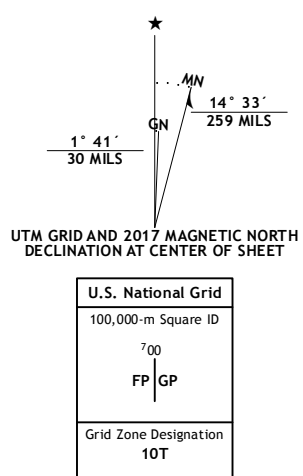 MN
GN
14° 33´
259 MILS
1° 41´
30 MILS
UTM GRID AND 2017 MAGNETIC NORTH
DECLINATION AT CENTER OF SHEET
U.S. National Grid
100,000-m Square ID
⁷00
FP GP
Grid Zone Designation
10T